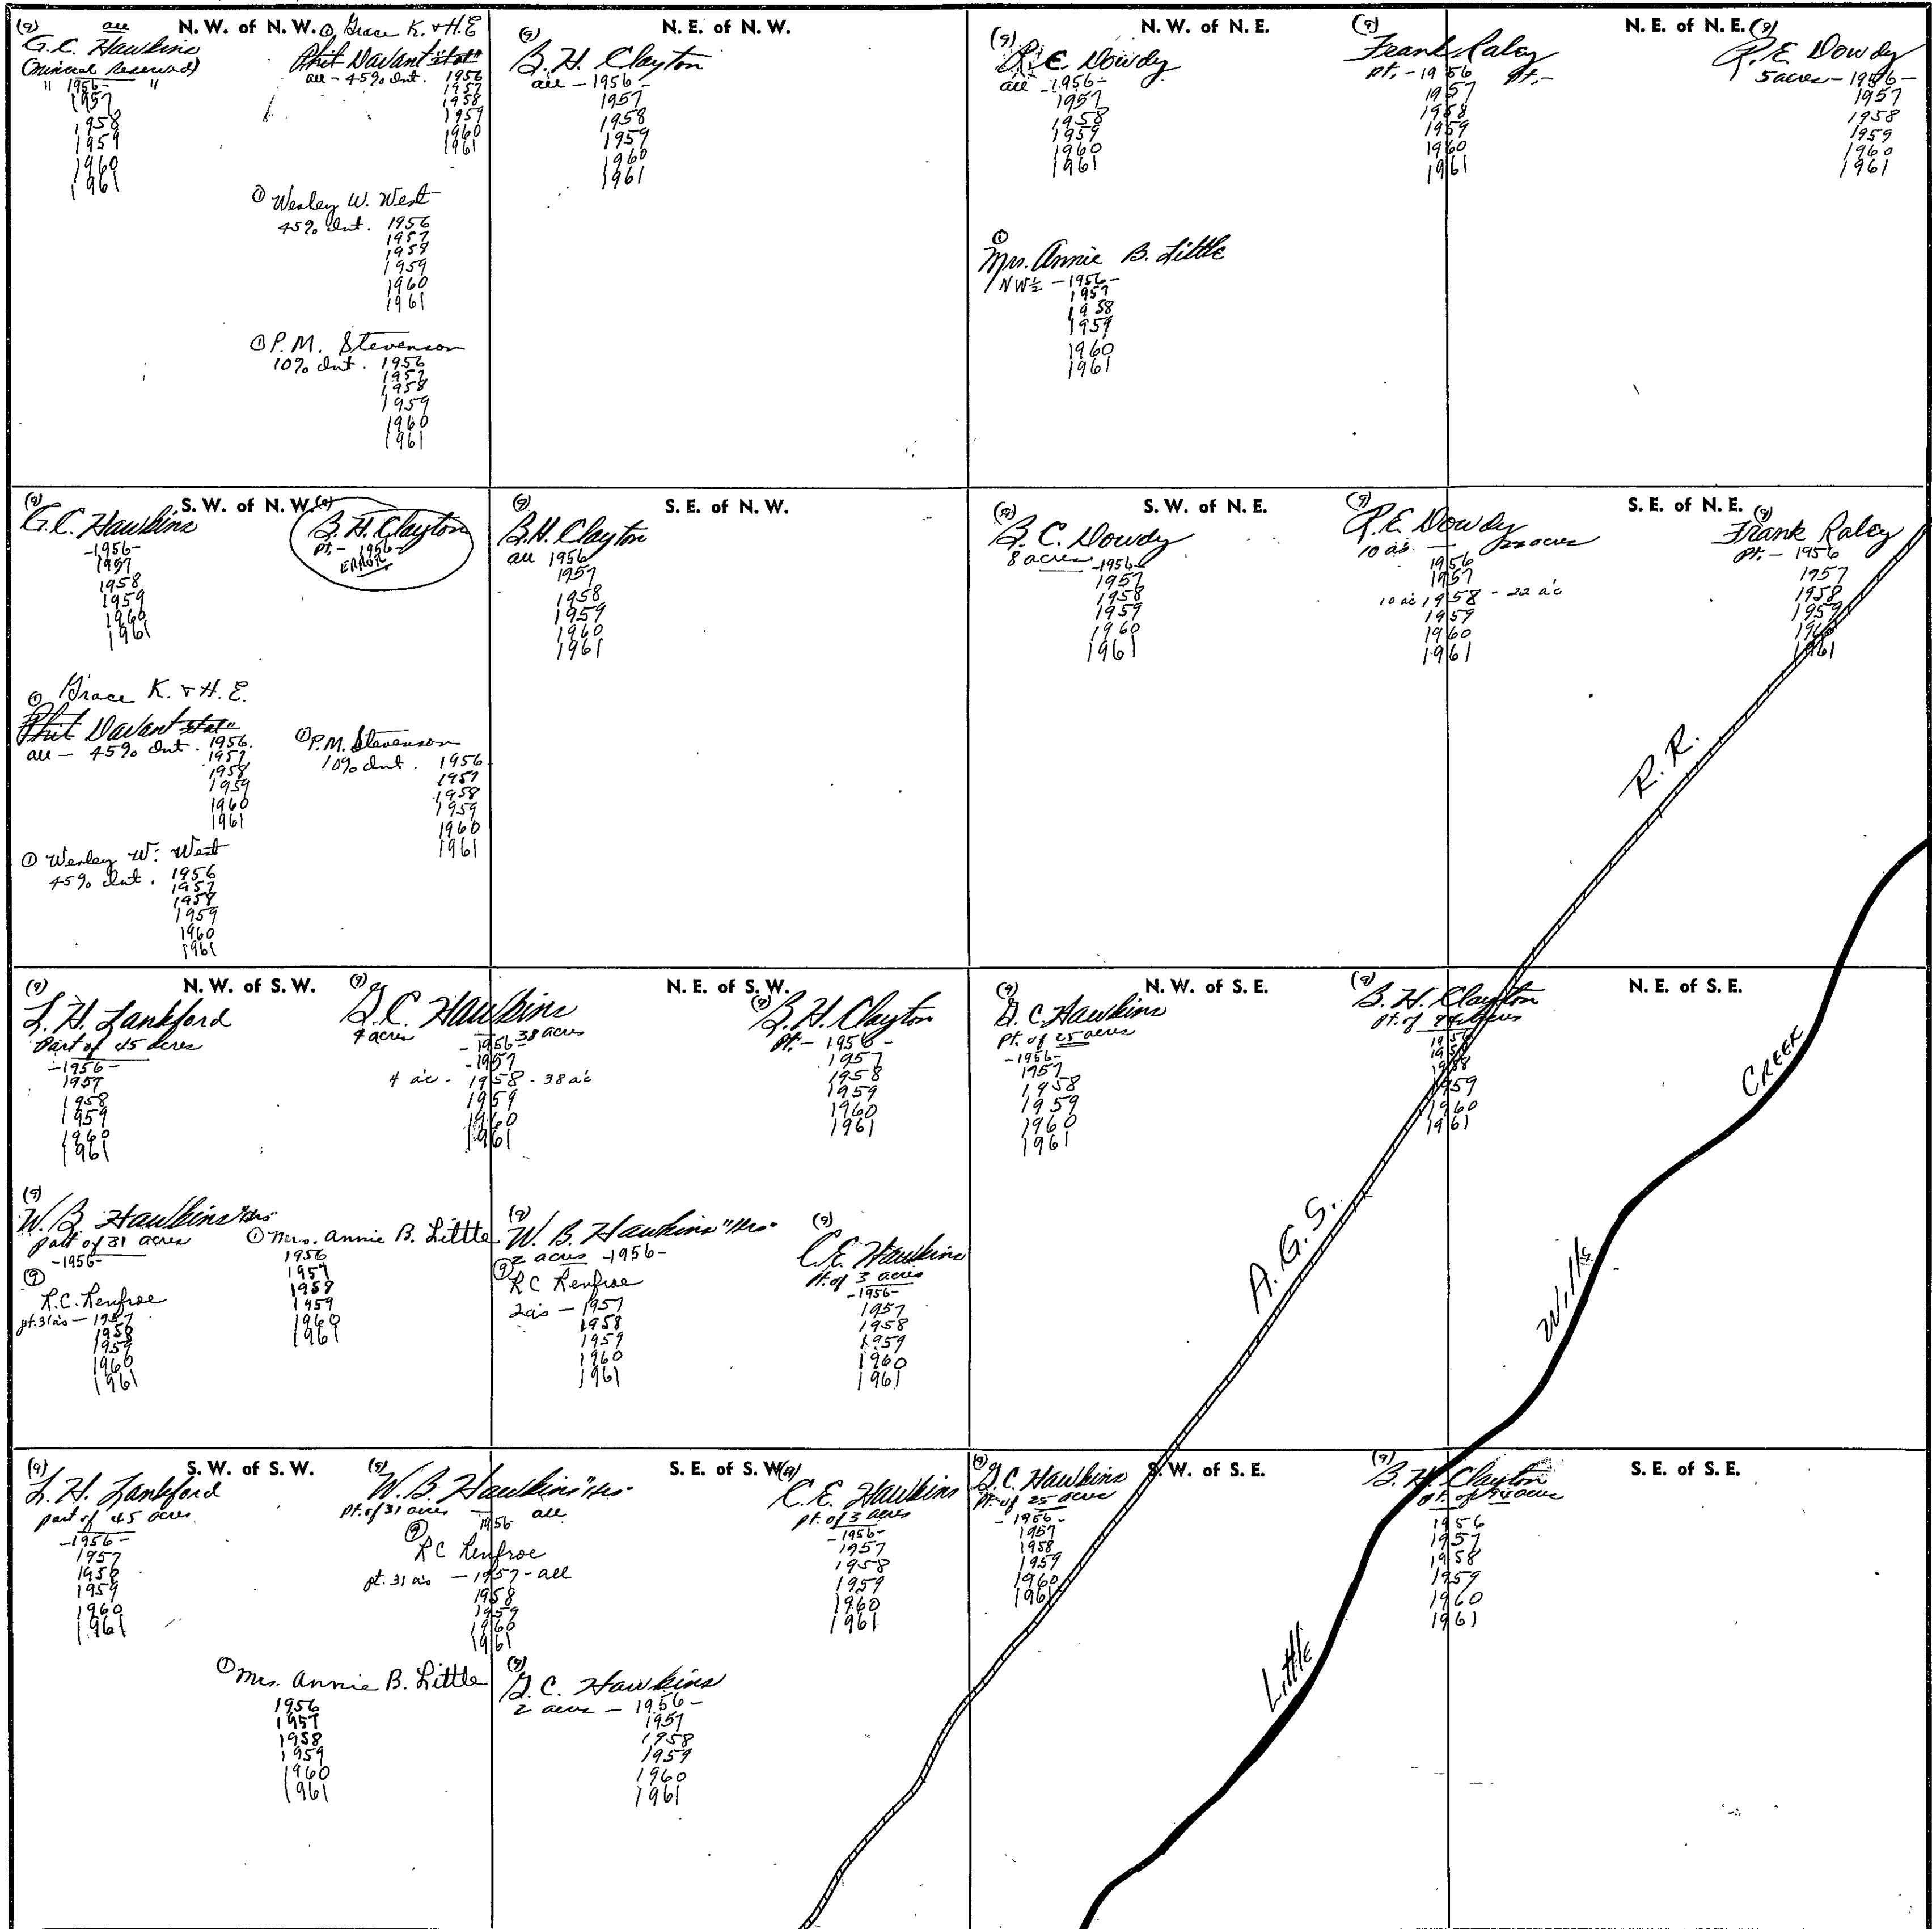 N. W. of N. W.
(9) all
G.C. Hawkins
(Mineral Reserved)
" 1956- "
1957
1958
1959
1960
1961
① Grace K. & H.E
Phil Davant "etal"
all - 45% Int. 1956
1957
1958
1959
1960
1961
① Wesley W. West
45% Int. 1956
1957
1958
1959
1960
1961
① P. M. Stevenson
10% Int. 1956
1957
1958
1959
1960
1961
N. E. of N. W.
(9)
B. H. Clayton
all - 1956 -
1957
1958
1959
1960
1961
N. W. of N. E.
(9)
R. E. Dowdy
all - 1956 -
1957
1958
1959
1960
1961
(9)
Frank Raley
pt. - 1956 pt. -
1957
1958
1959
1960
1961
①
Mrs. Annie B. Little
NW½ - 1956 -
1957
1958
1959
1960
1961
N. E. of N. E.
(9)
R. E. Dowdy
5 acres - 1956 -
1957
1958
1959
1960
1961
S. W. of N. W.
(9)
G.C. Hawkins
-1956-
1957
1958
1959
1960
1961
(9)
B. H. Clayton
pt. - 1956 -
ERROR
① Grace K. & H. E.
Phil Davant "etal"
all - 45% Int. 1956.
1957
1958
1959
1960
1961
① P.M. Stevenson
10% Int. 1956
1957
1958
1959
1960
1961
① Wesley W. West
45% Int. 1956
1957
1958
1959
1960
1961
S. E. of N. W.
(9)
B.H. Clayton
all 1956
1957
1958
1959
1960
1961
S. W. of N. E.
(9)
B. C. Dowdy
8 acres -1956-
1957
1958
1959
1960
1961
(9)
R.E. Dowdy
10 a's — 22 acres
1956
1957
10 a'c 1958 - 22 a'c
1959
1960
1961
S. E. of N. E.
(9)
Frank Raley
pt. - 1956
1957
1958
1959
1960
1961
R. R.
N. W. of S. W.
(9)
L. H. Lankford
Part of 45 acres
-1956-
1957
1958
1959
1960
1961
(9)
G.C. Hawkins
4 acres 38 acres
- 1956 -
- 1957
4 a'c - 1958 - 38 a'c
1959
1960
1961
(9)
W. B. Hawkins "Hrs"
part of 31 acres
-1956-
(9)
R.C. Renfroe
pt. 31 a's - 1957
1958
1959
1960
1961
① Mrs. Annie B. Little
1956
1957
1958
1959
1960
1961
N. E. of S. W.
(9)
B. H. Clayton
pt. - 1956 -
1957
1958
1959
1960
1961
(9)
W. B. Hawkins "Hrs"
2 acres -1956-
(9)
RC Renfroe
2 a's - 1957
1958
1959
1960
1961
(9)
C.E. Hawkins
pt. of 3 acres
-1956-
1957
1958
1959
1960
1961
N. W. of S. E.
(9)
G. C. Hawkins
pt. of 25 acres
-1956-
1957
1958
1959
1960
1961
(9)
B. H. Clayton
pt. of acres
1956
1957
1958
1959
1960
1961
N. E. of S. E.
A. G. S.
CREEK
Wills
S. W. of S. W.
(9)
L. H. Lankford
part of 45 acres
-1956-
1957
1958
1959
1960
1961
(9)
W. B. Hawkins "Hrs"
pt. of 31 acres — all
1956
(9)
RC Renfroe
pt. 31 a's - 1957 - all
1958
1959
1960
1961
① Mrs. Annie B. Little
1956
1957
1958
1959
1960
1961
S. E. of S. W.
(9)
C. E. Hawkins
pt. of 3 acres
-1956-
1957
1958
1959
1960
1961
(9)
G. C. Hawkins
2 acres - 1956 -
1957
1958
1959
1960
1961
S. W. of S. E.
(9)
G. C. Hawkins
pt. of 25 acres
- 1956 -
1957
1958
1959
1960
1961
(9)
B. H. Clayton
pt. of acres
1956
1957
1958
1959
1960
1961
S. E. of S. E.
Little